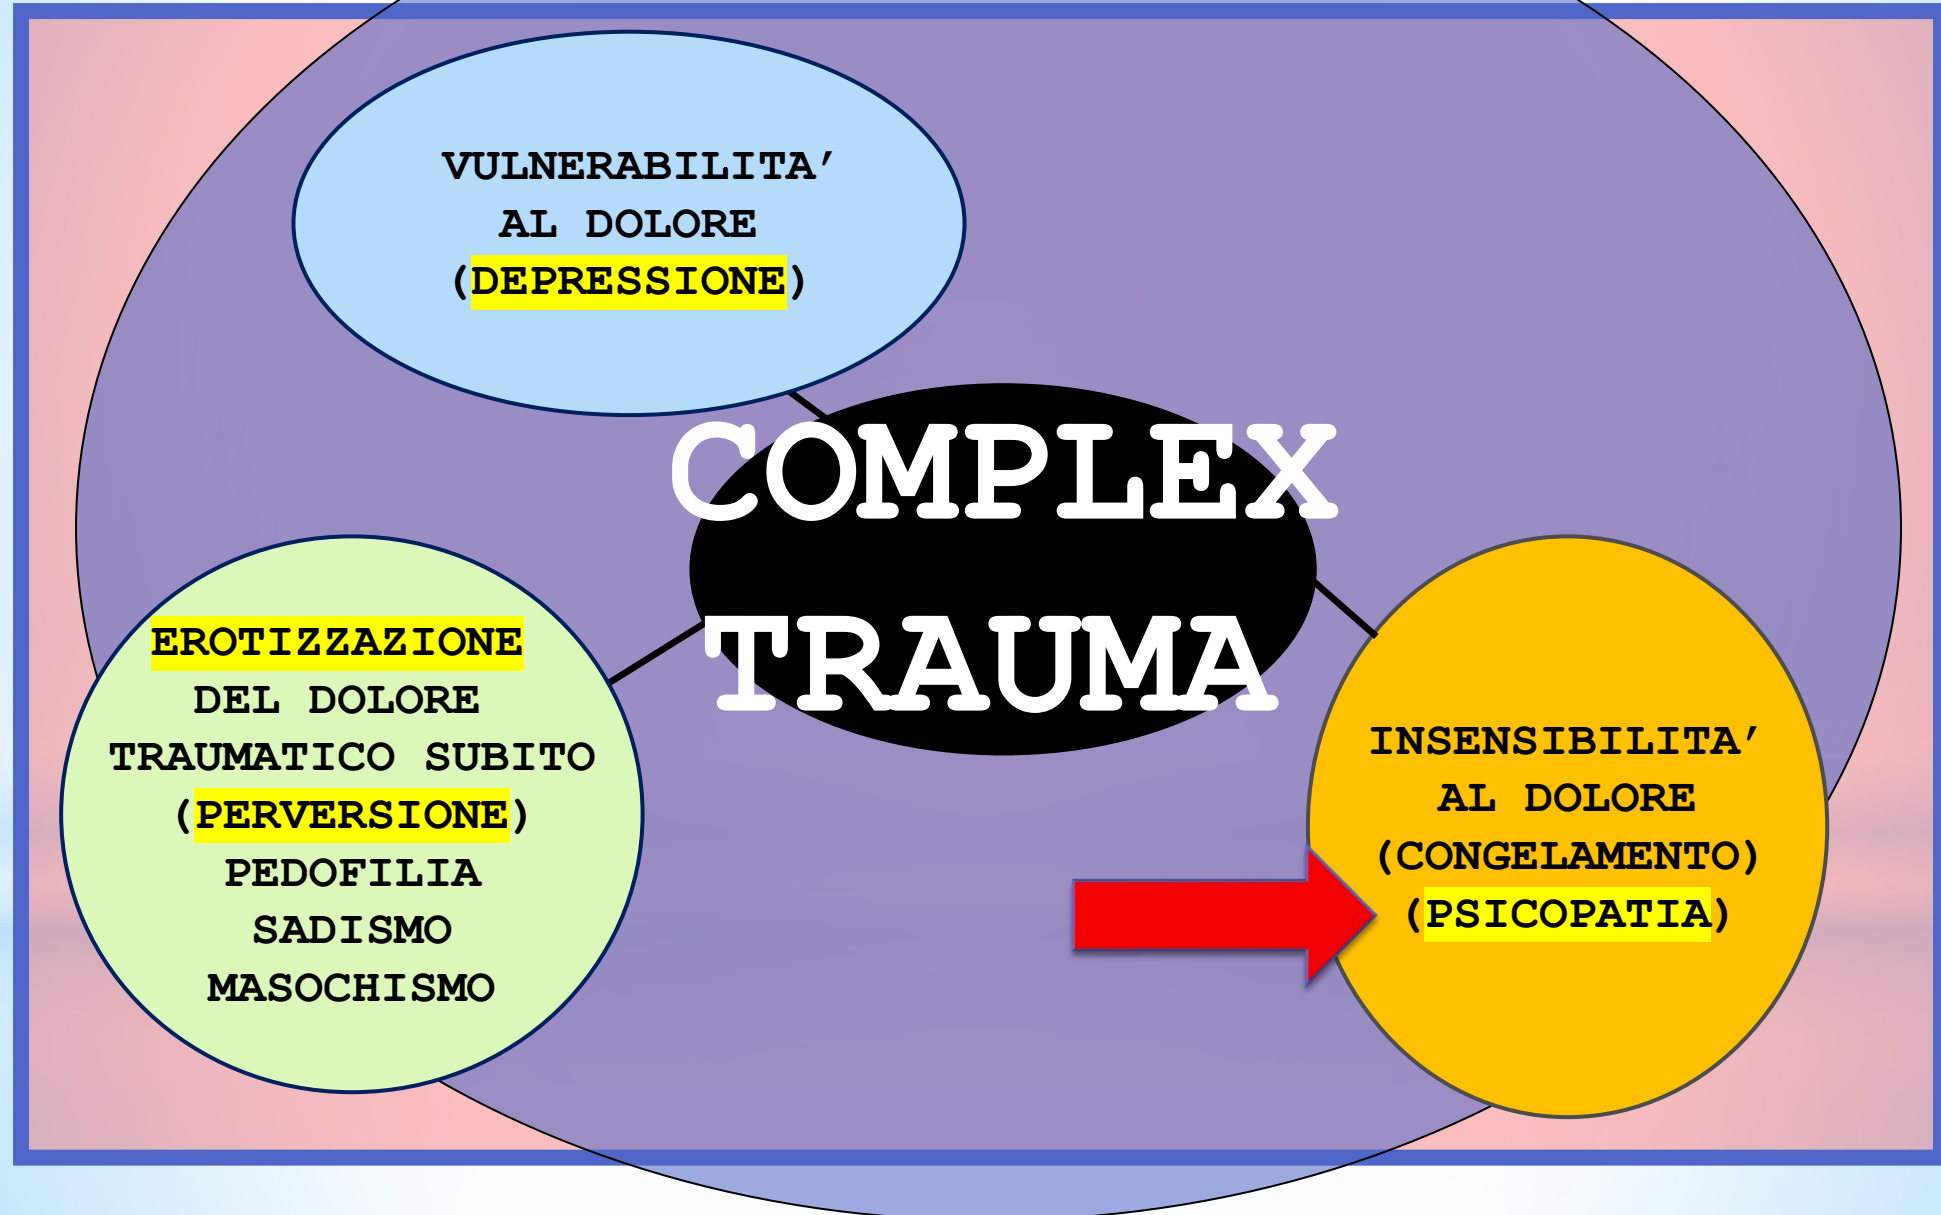 VULNERABILITA’
AL DOLORE
(DEPRESSIONE)
COMPLEX
TRAUMA
EROTIZZAZIONE
DEL DOLORE
TRAUMATICO SUBITO
(PERVERSIONE)
PEDOFILIA
SADISMO
MASOCHISMO
INSENSIBILITA’
AL DOLORE
(CONGELAMENTO)
(PSICOPATIA)